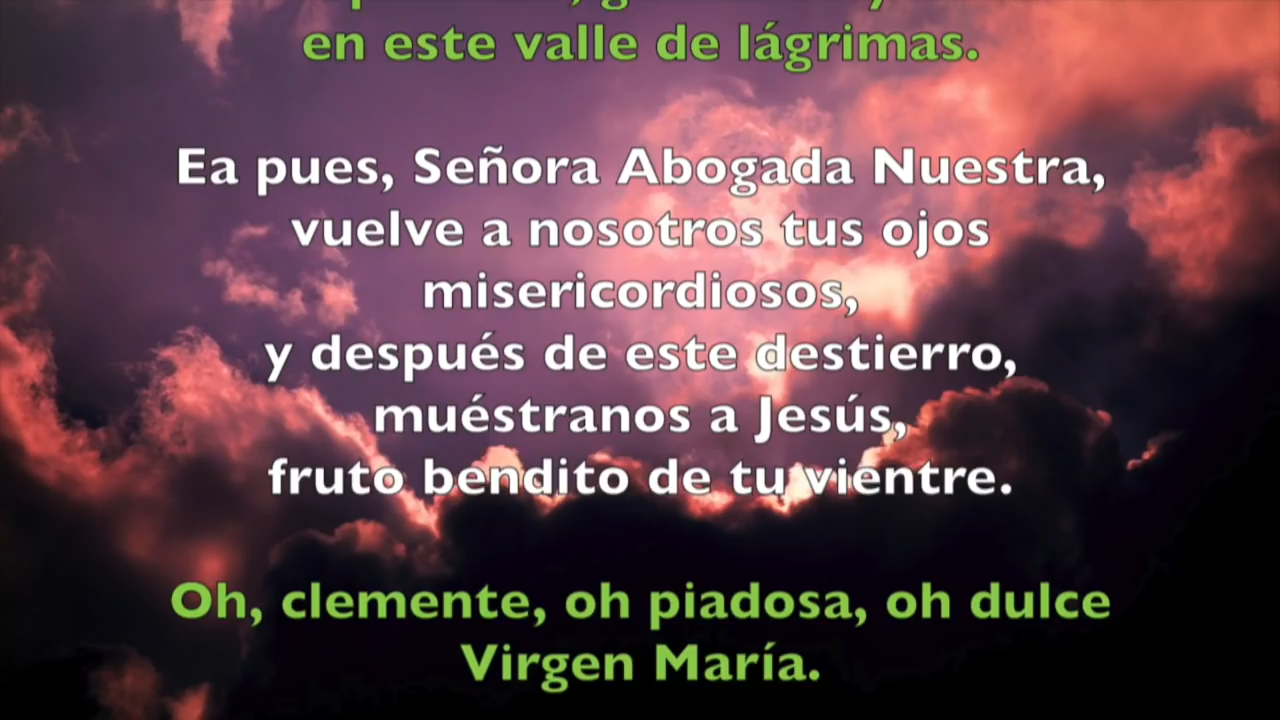 en este valle de lágrimas.
Ea pues, Señora Abogada Nuestra,
vuelve a nosotros tus ojos
misericordiosos,
y después de este destierro,
muéstranos a Jesús,
fruto bendito de tu vientre.
Oh, clemente, oh piadosa, oh dulce
Virgen María.